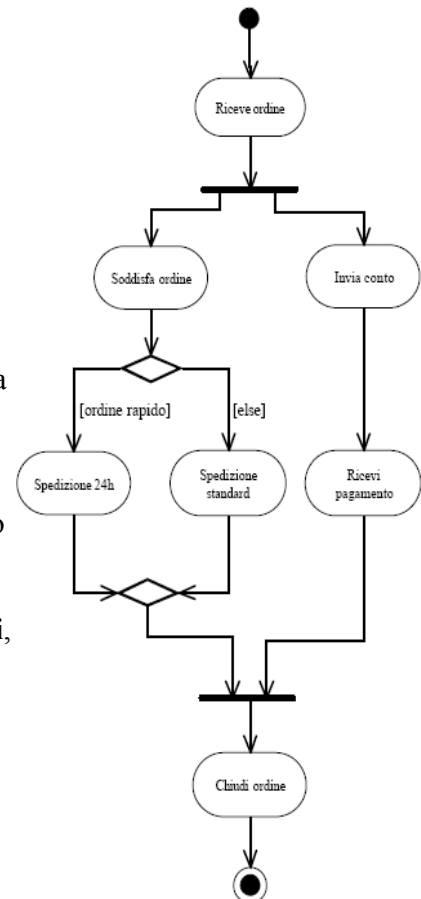 Riceve ordine
Soddisfa ordine
Invia conto
a
[ordine rapido]
[else]
Spedizione 24h
Spedizione
standard
Ricevi
pagamento
o
i,
Chiudi ordine